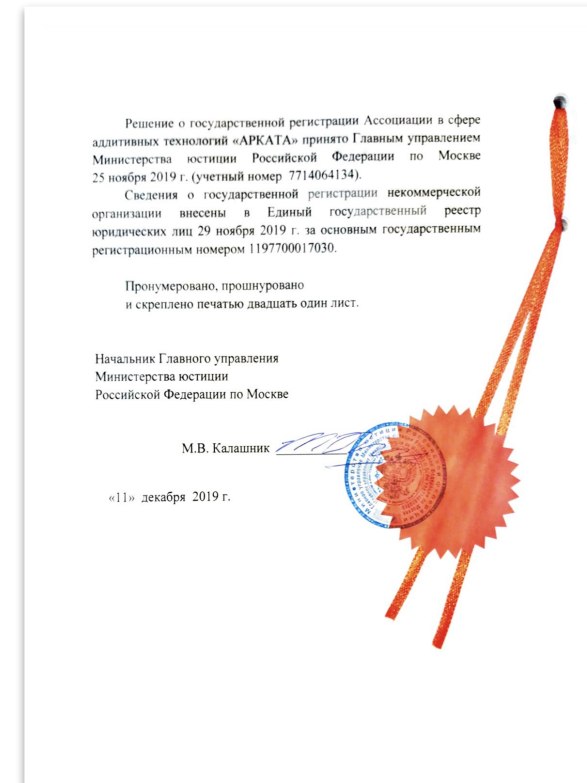 Решение о государственной регистрации Ассоциации в сфере
аддитивных технологий «АРКАТА» принято Главным управлением
Министерства юстиции Российской Федерации по Москве
25 ноября 2019 г. (учетный номер 7714064134).
Сведения о государственной регистрации некоммерческой
организации внесены в Единый государственный реестр
юридических лиц 29 ноября 2019 г. за основным государственным
регистрационным номером 1197700017030.
Пронумеровано, прошнуровано
и скреплено печатью двадцать один лист.
Начальник Главного управления
Министерства юстиции
Российской Федерации по Москве
М.В. Калашник
«11» декабря 2019 г.